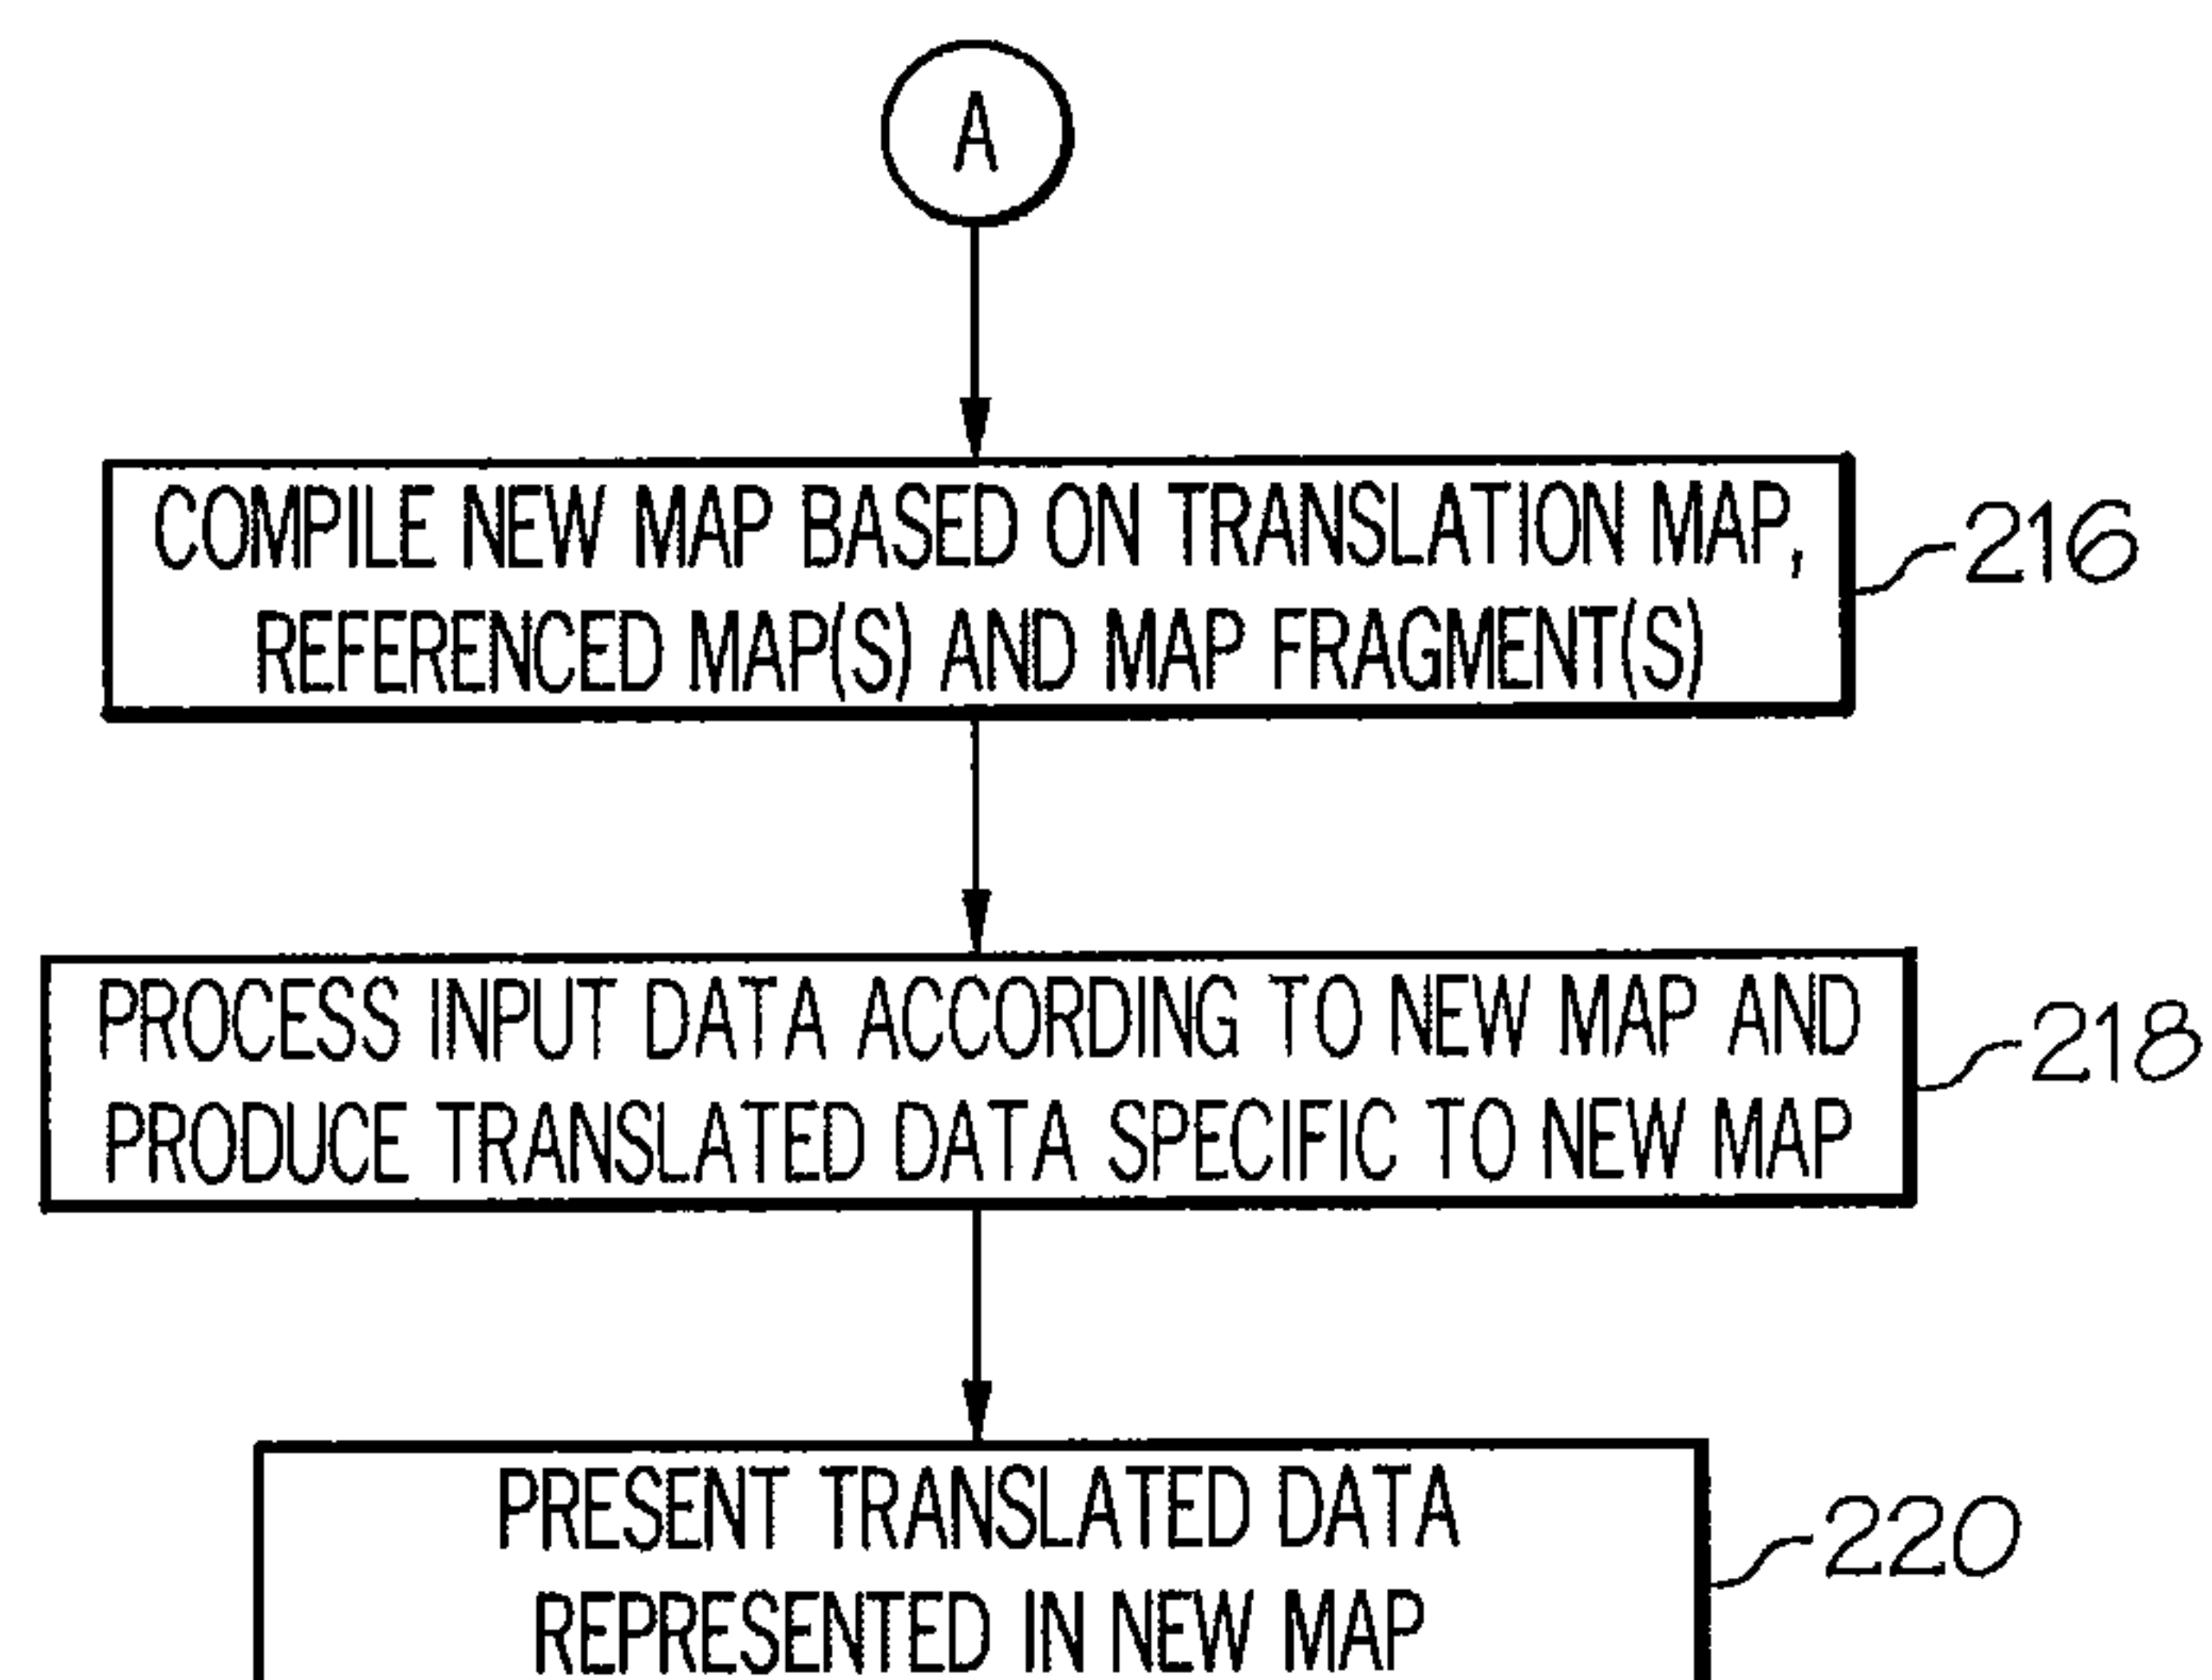 A
COMPILE NEW MAP BASED ON TRANSLATION MAP,
REFERENCED MAP(S) AND MAP FRAGMENT(S)
216
PROCESS INPUT DATA ACCORDING TO NEW MAP AND
PRODUCE TRANSLATED DATA SPECIFIC TO NEW MAP
218
PRESENT TRANSLATED DATA
REPRESENTED IN NEW MAP
220